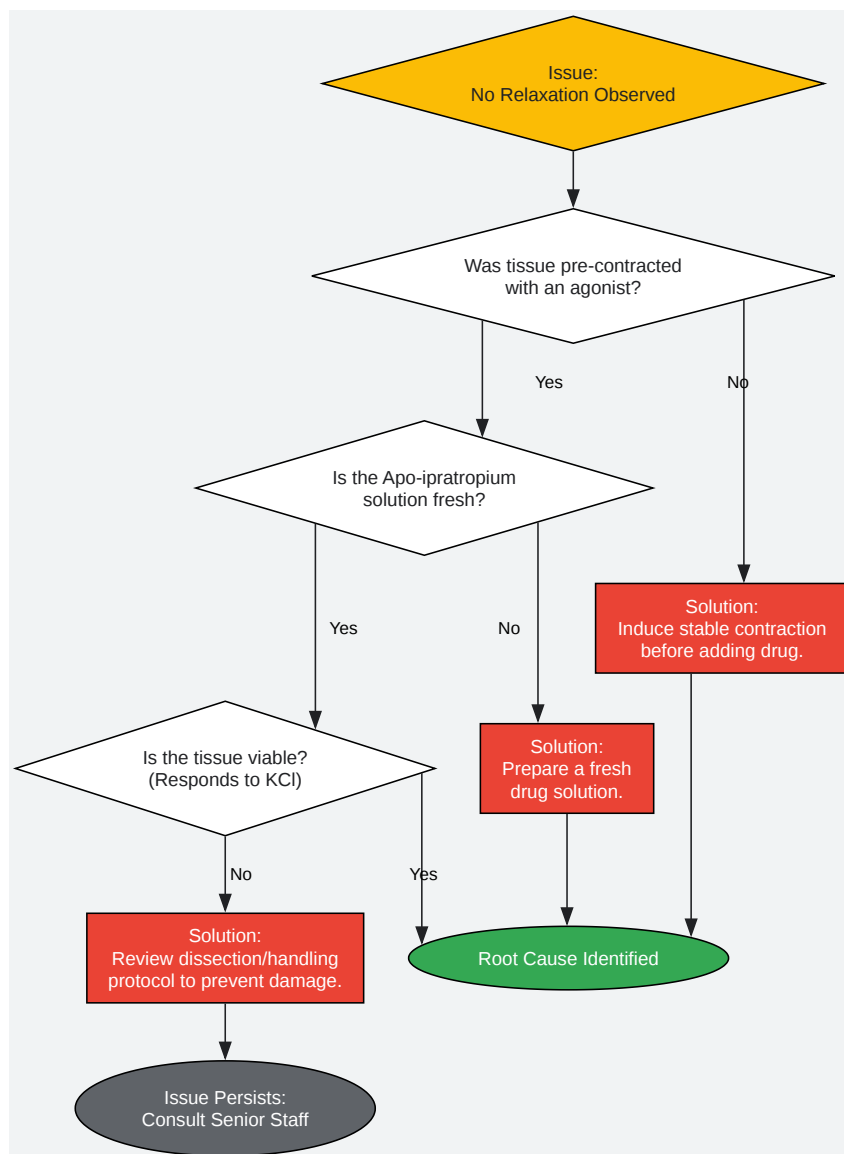 Issue:
No Relaxation Observed
Was tissue pre-contracted
with an agonist?
Yes
No
Is the Apo-ipratropium
solution fresh?
Yes
No
Solution:
Induce stable contraction
before adding drug.
Is the tissue viable?
(Responds to KCl)
Solution:
Prepare a fresh
drug solution.
No
Yes
Solution:
Review dissection/handling
protocol to prevent damage.
Root Cause Identified
Issue Persists:
Consult Senior Staff